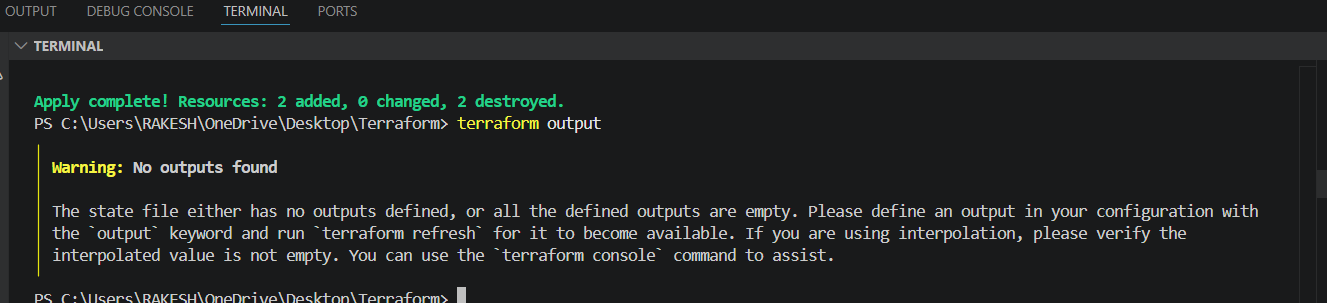 OUTPUT DEBUG CONSOLE TERMINAL PORTS
TERMINAL
Apply complete! Resources: 2 added, 0 changed, 2 destroyed.
PS C:\Users\RAKESH\OneDrive\Desktop\Terraform> terraform output
Warning: No outputs found
The state file either has no outputs defined, or all the defined outputs are empty. Please define an output in your configuration with
the `output` keyword and run `terraform refresh` for it to become available. If you are using interpolation, please verify the
interpolated value is not empty. You can use the `terraform console` command to assist.
PS C:\Users\RAKESH\OneDrive\Desktop\Terraform>